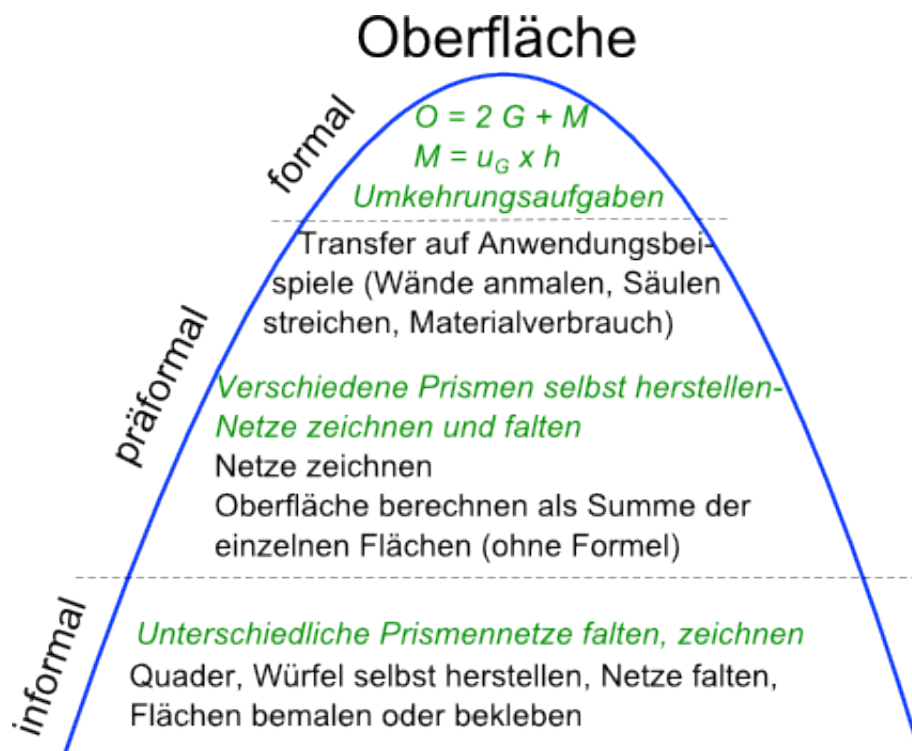 Oberfläche
formal
O = 2 G + M
M = u_G x h
Umkehrungsaufgaben
präformal
Transfer auf Anwendungsbei-
spiele (Wände anmalen, Säulen
streichen, Materialverbrauch)
Verschiedene Prismen selbst herstellen-
Netze zeichnen und falten
Netze zeichnen
Oberfläche berechnen als Summe der
einzelnen Flächen (ohne Formel)
informal
Unterschiedliche Prismennetze falten, zeichnen
Quader, Würfel selbst herstellen, Netze falten,
Flächen bemalen oder bekleben